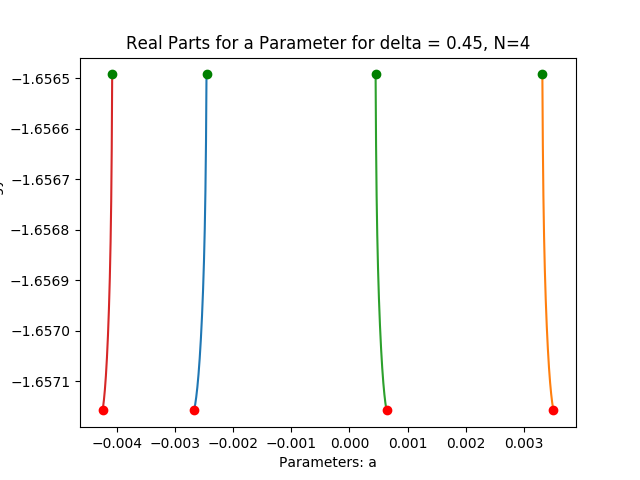 Real Parts for a Parameter for delta = 0.45, N=4
−1.6565
−1.6566
−1.6567
−1.6568
−1.6569
−1.6570
−1.6571
−0.004 −0.003 −0.002 −0.001 0.000 0.001 0.002 0.003
Parameters: a